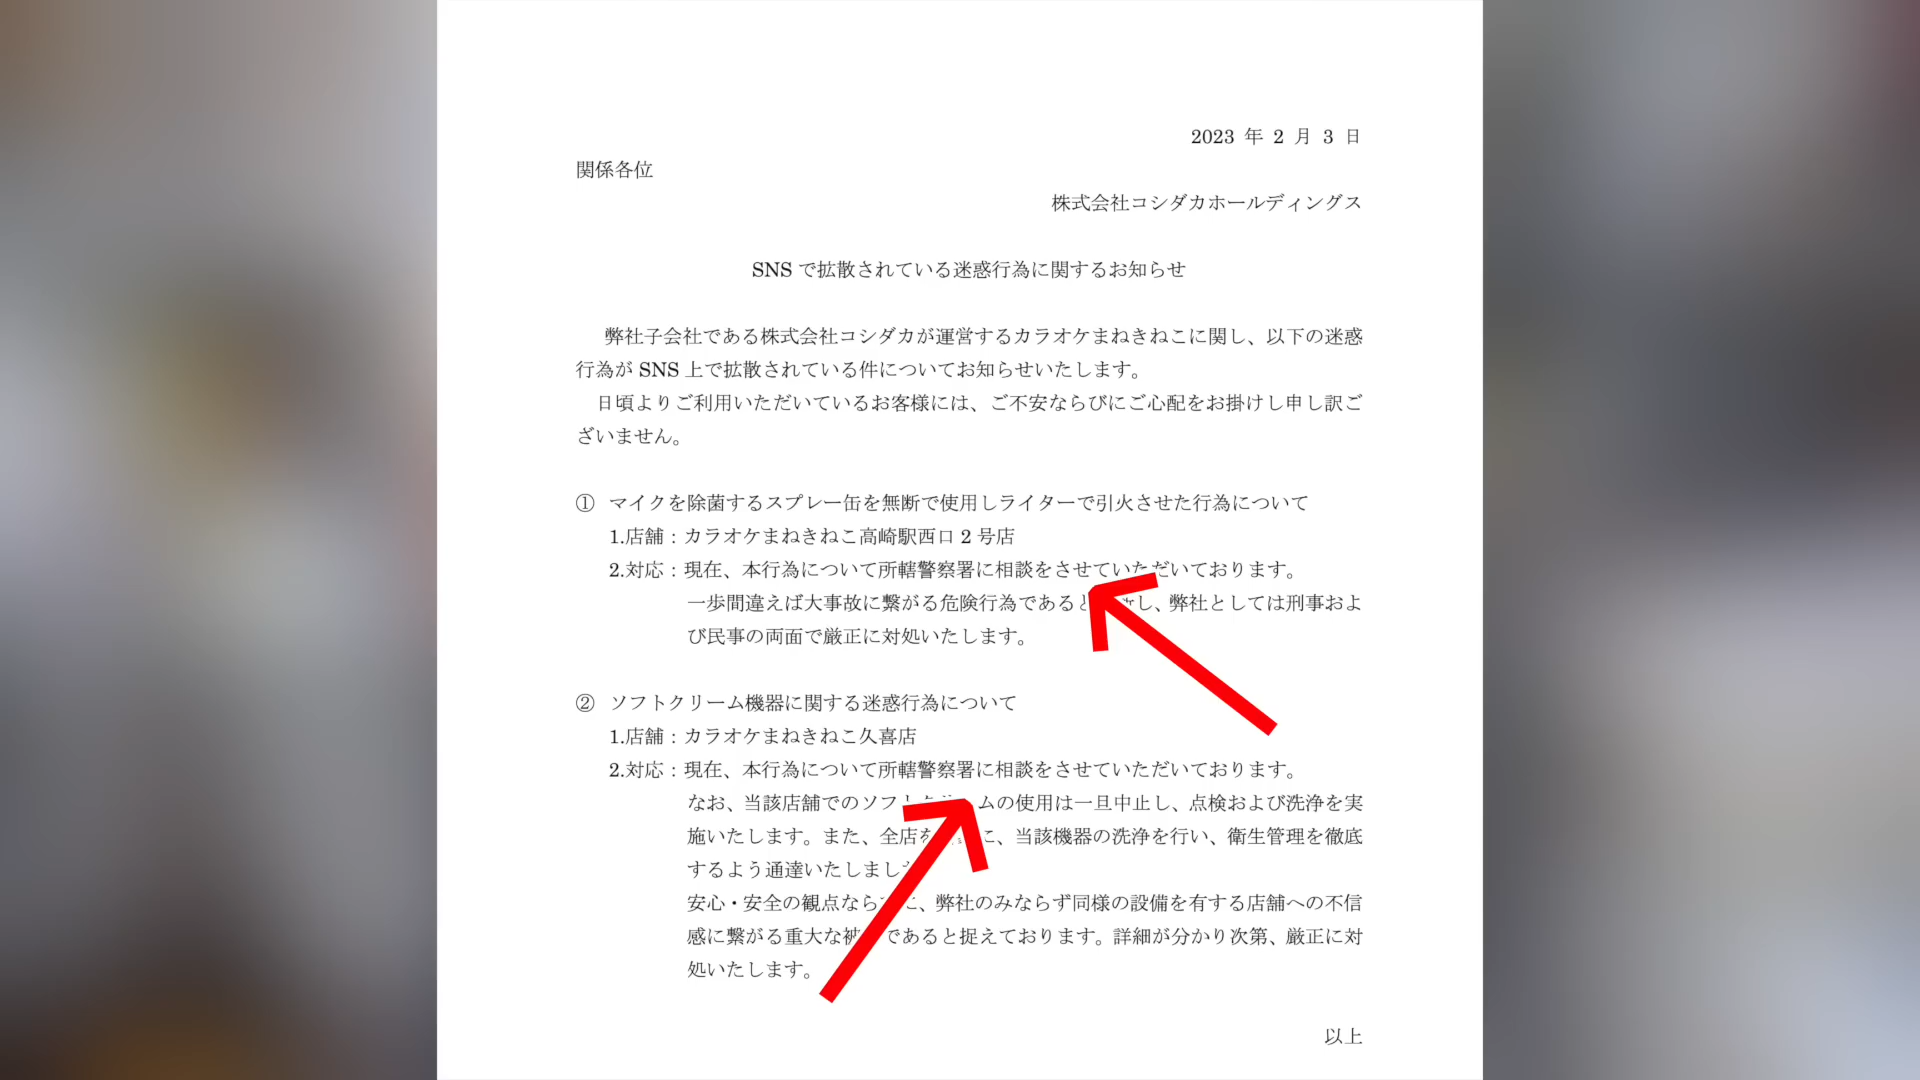 2023 年 2 月 3 日
関係各位
株式会社コシダカホールディングス
SNS で拡散されている迷惑行為に関するお知らせ
弊社子会社である株式会社コシダカが運営するカラオケまねきねこに関し、以下の迷惑
行為が SNS 上で拡散されている件についてお知らせいたします。
日頃よりご利用いただいているお客様には、ご不安ならびにご心配をお掛けし申し訳ご
ざいません。
① マイクを除菌するスプレー缶を無断で使用しライターで引火させた行為について
1.店舗：カラオケまねきねこ高崎駅西口 2 号店
2.対応：現在、本行為について所轄警察署に相談をさせていただいております。
一歩間違えば大事故に繋がる危険行為であると し、弊社としては刑事およ
び民事の両面で厳正に対処いたします。
② ソフトクリーム機器に関する迷惑行為について
1.店舗：カラオケまねきねこ久喜店
2.対応：現在、本行為について所轄警察署に相談をさせていただいております。
なお、当該店舗でのソフトクリームの使用は一旦中止し、点検および洗浄を実
施いたします。また、全店を に、当該機器の洗浄を行い、衛生管理を徹底
するよう通達いたしました
安心・安全の観点なら に、弊社のみならず同様の設備を有する店舗への不信
感に繋がる重大な被 であると捉えております。詳細が分かり次第、厳正に対
処いたします。
以上